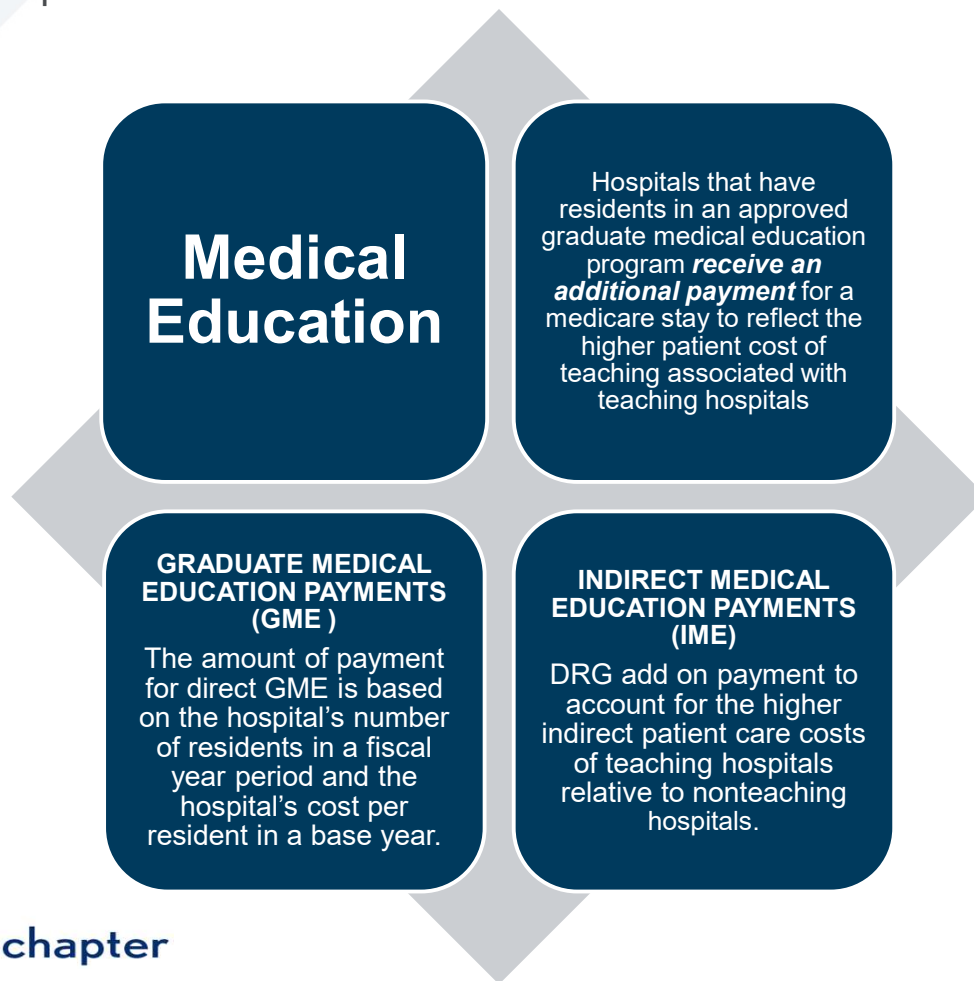 Medical
Education
Hospitals that have
residents in an approved
graduate medical education
program receive an
additional payment for a
medicare stay to reflect the
higher patient cost of
teaching associated with
teaching hospitals
GRADUATE MEDICAL
EDUCATION PAYMENTS
(GME )
The amount of payment
for direct GME is based
on the hospital’s number
of residents in a fiscal
year period and the
hospital’s cost per
resident in a base year.
INDIRECT MEDICAL
EDUCATION PAYMENTS
(IME)
DRG add on payment to
account for the higher
indirect patient care costs
of teaching hospitals
relative to nonteaching
hospitals.
chapter